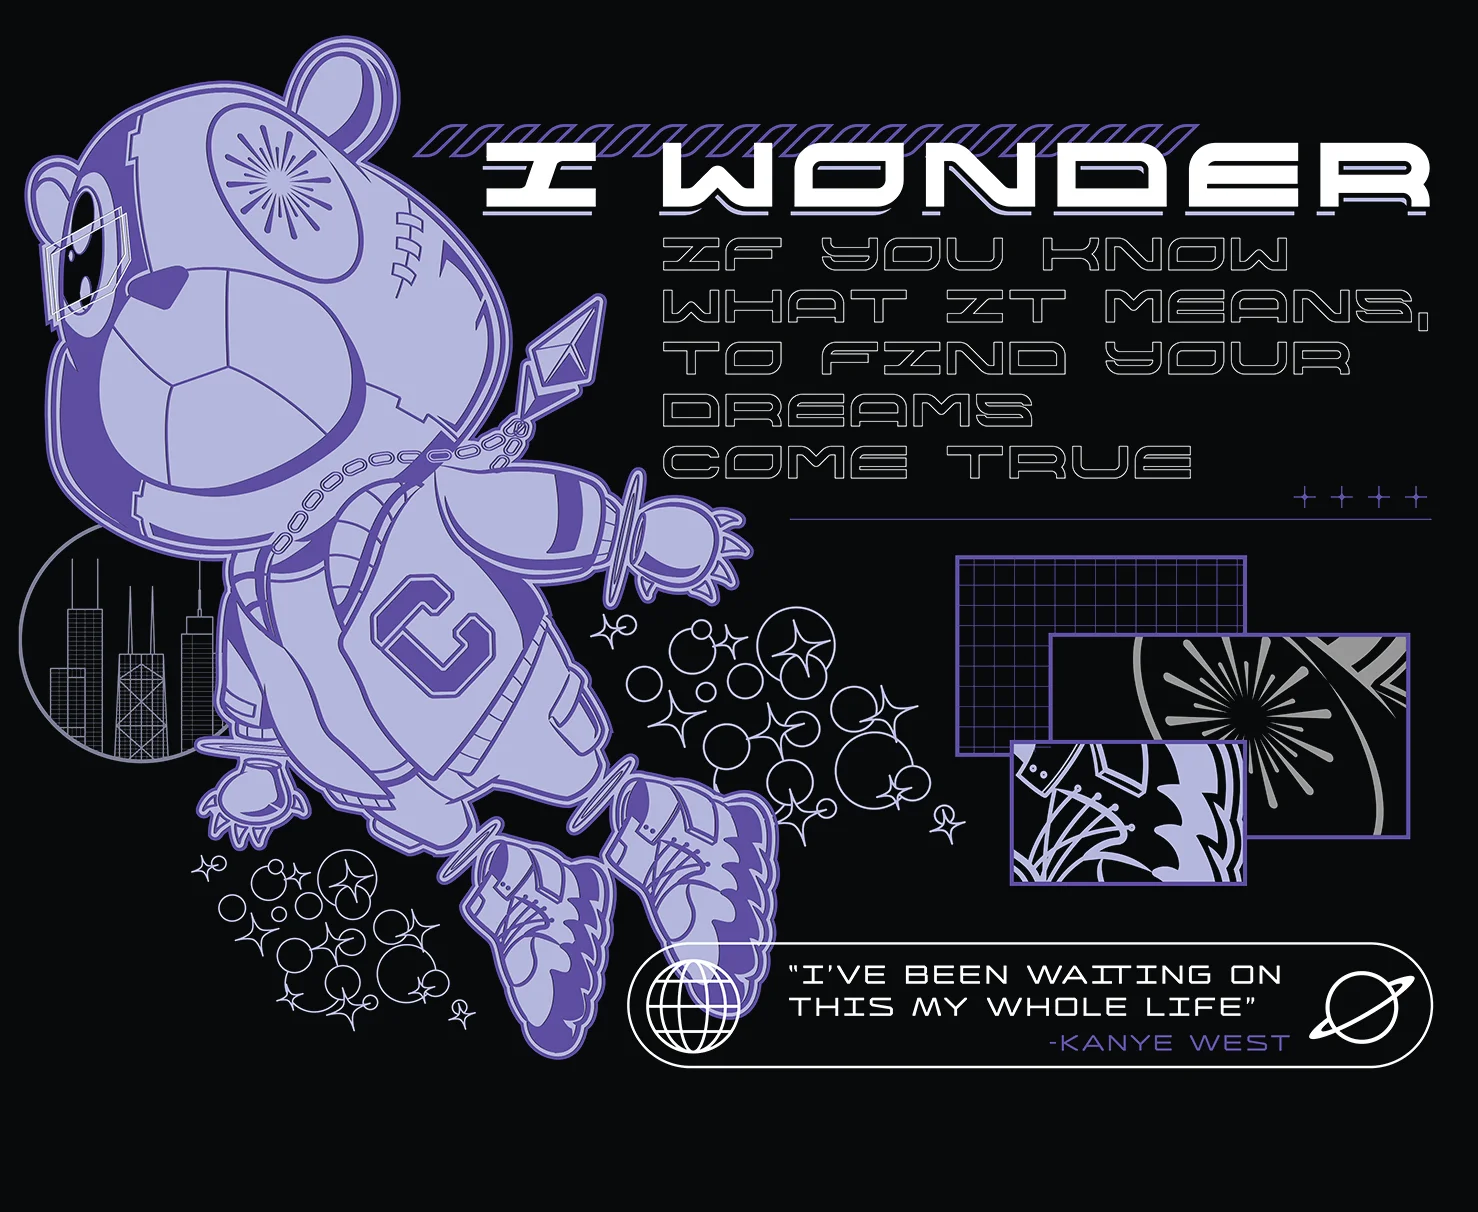 I WONDER
IF YOU KNOW
WHAT IT MEANS,
TO FIND YOUR
DREAMS
COME TRUE
C
"I'VE BEEN WAITING ON
THIS MY WHOLE LIFE"
-KANYE WEST